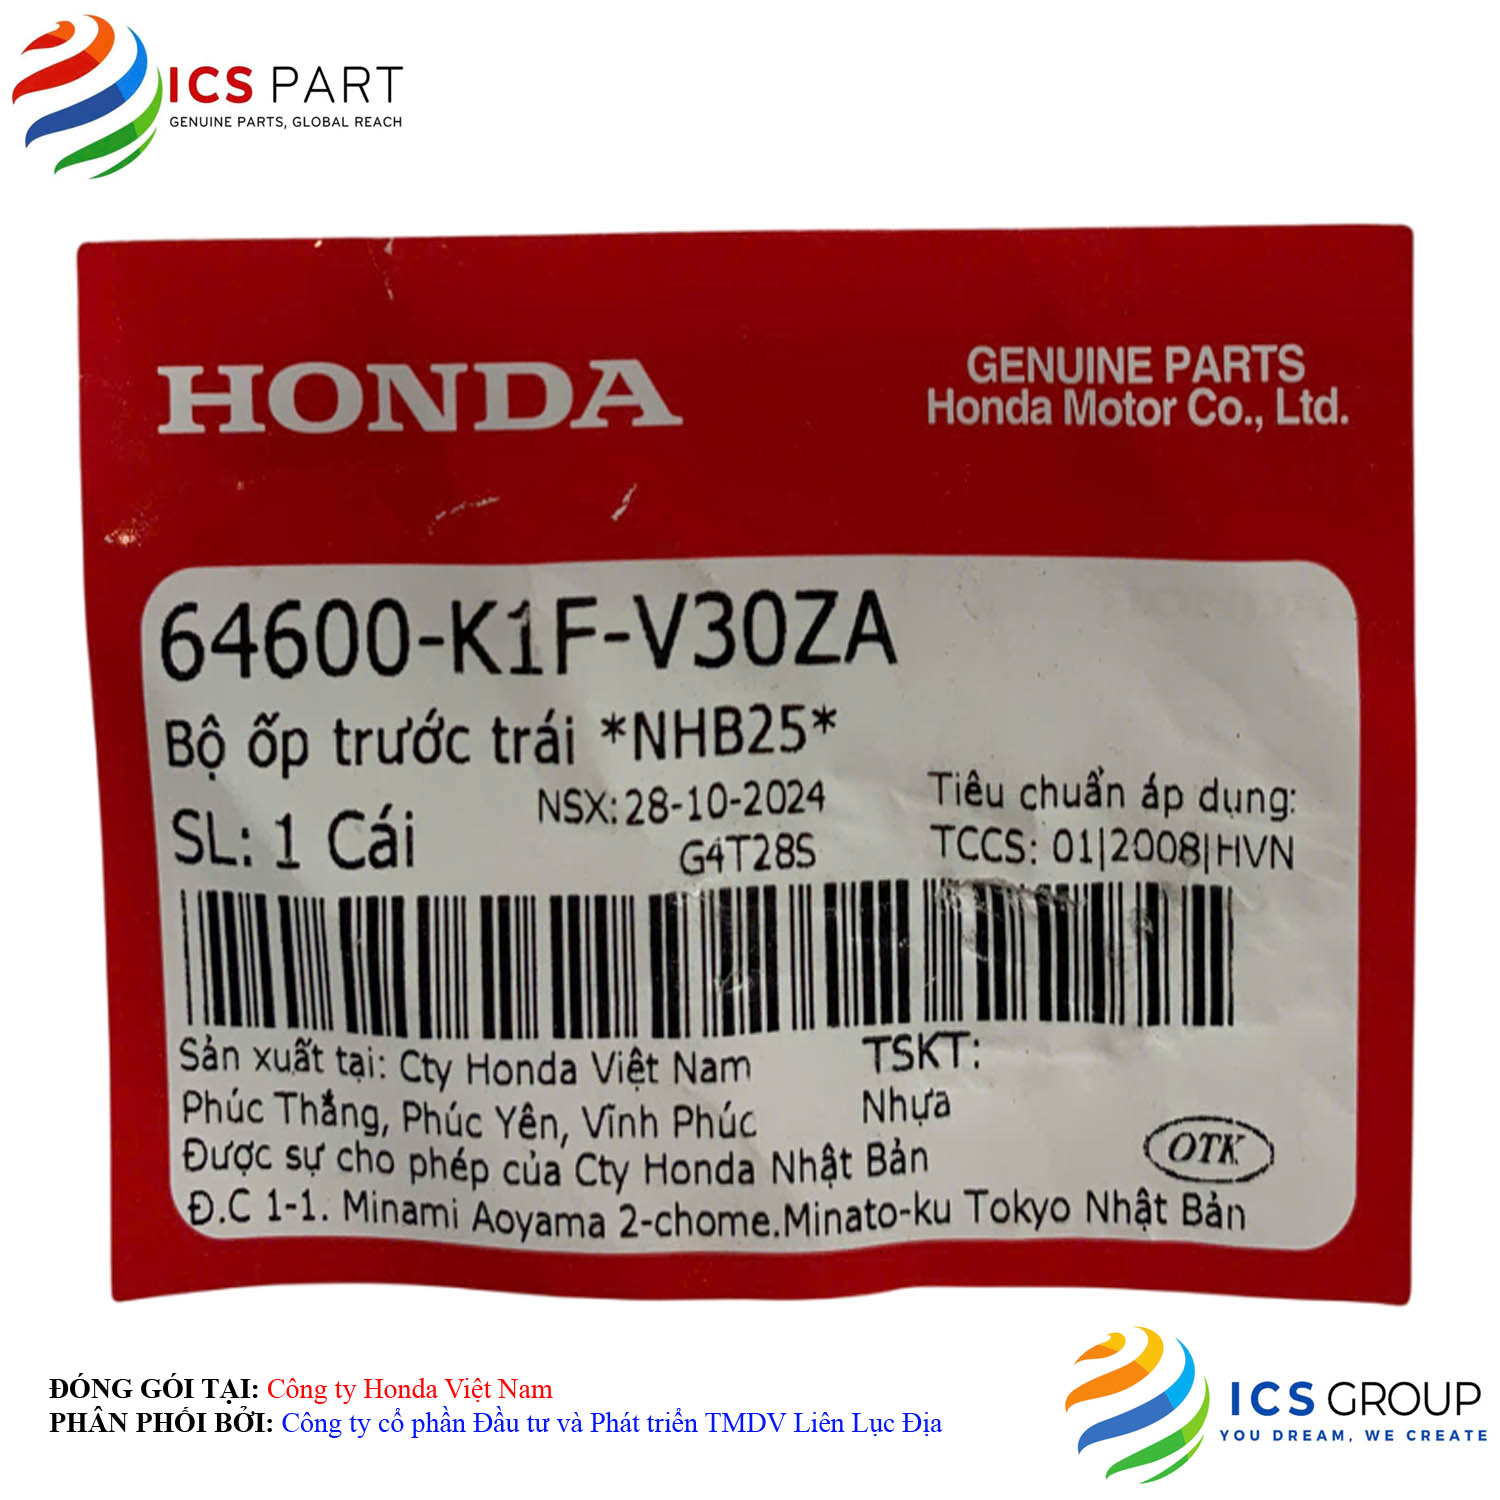 ICS PART
GENUINE PARTS, GLOBAL REACH
HONDA
GENUINE PARTS
Honda Motor Co., Ltd.
64600-K1F-V30ZA
Bộ ốp trước trái *NHB25*
SL: 1 Cái
NSX: 28-10-2024
G4T28S
Tiêu chuẩn áp dụng:
TCCS: 01|2008|HVN
Sản xuất tại: Cty Honda Việt Nam
Phúc Thắng, Phúc Yên, Vĩnh Phúc
Được sự cho phép của Cty Honda Nhật Bản
Đ.C 1-1. Minami Aoyama 2-chome.Minato-ku Tokyo Nhật Bản
TSKT:
Nhựa
OTK
ĐÓNG GÓI TẠI: Công ty Honda Việt Nam
PHÂN PHỐI BỞI: Công ty cổ phần Đầu tư và Phát triển TMDV Liên Lục Địa
ICS GROUP
YOU DREAM, WE CREATE